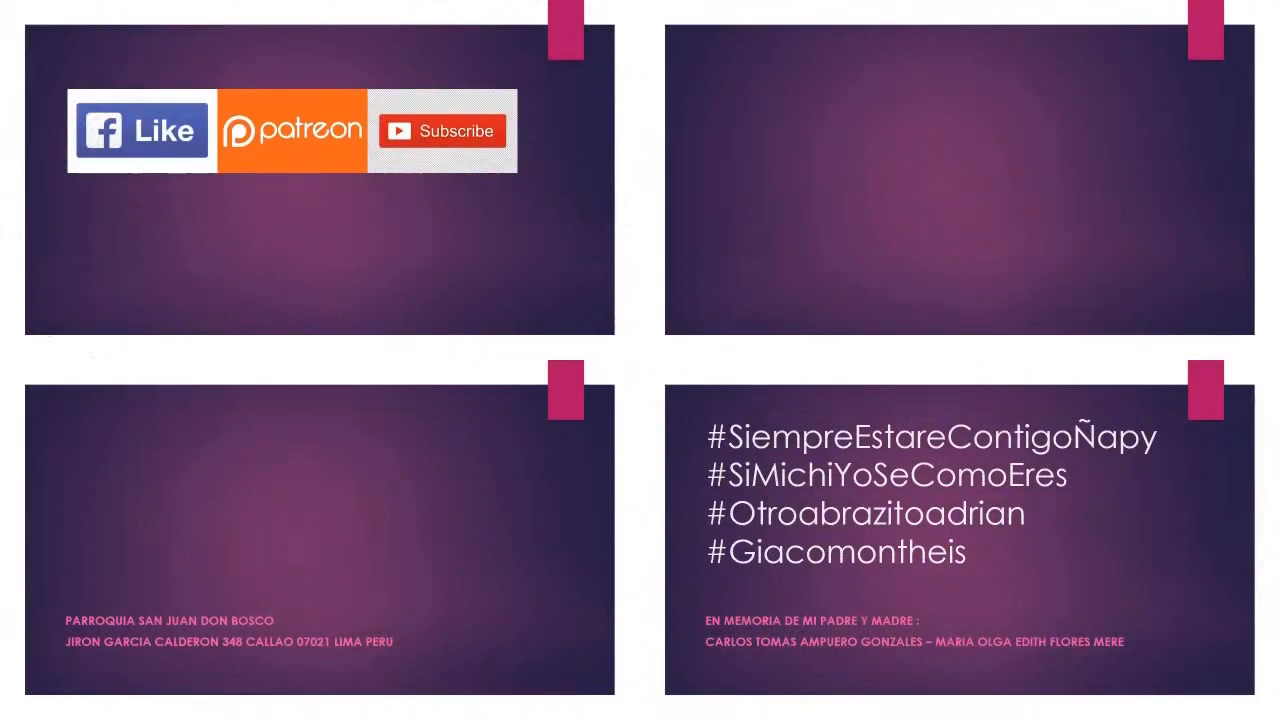 Like
patreon
Subscribe
PARROQUIA SAN JUAN DON BOSCO
JIRON GARCIA CALDERON 348 CALLAO 07021 LIMA PERU
#SiempreEstareContigoÑapy
#SiMichiYoSeComoEres
#Otroabrazitoadrian
#Giacomontheis
EN MEMORIA DE MI PADRE Y MADRE :
CARLOS TOMAS AMPUERO GONZALES – MARIA OLGA EDITH FLORES MERE